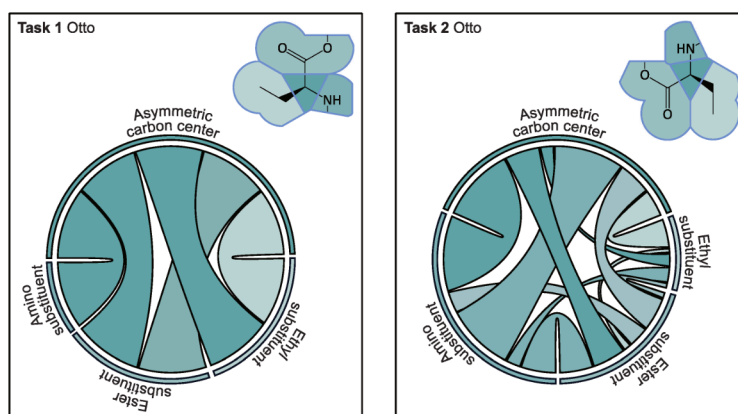 Task 1 Otto
O
O
NH
Asymmetric
carbon center
Amino
substituent
Ester
substituent
Ethyl
substituent
Task 2 Otto
HN
O
O
Asymmetric
carbon center
Ethyl
substituent
Amino
substituent
Ester
substituent